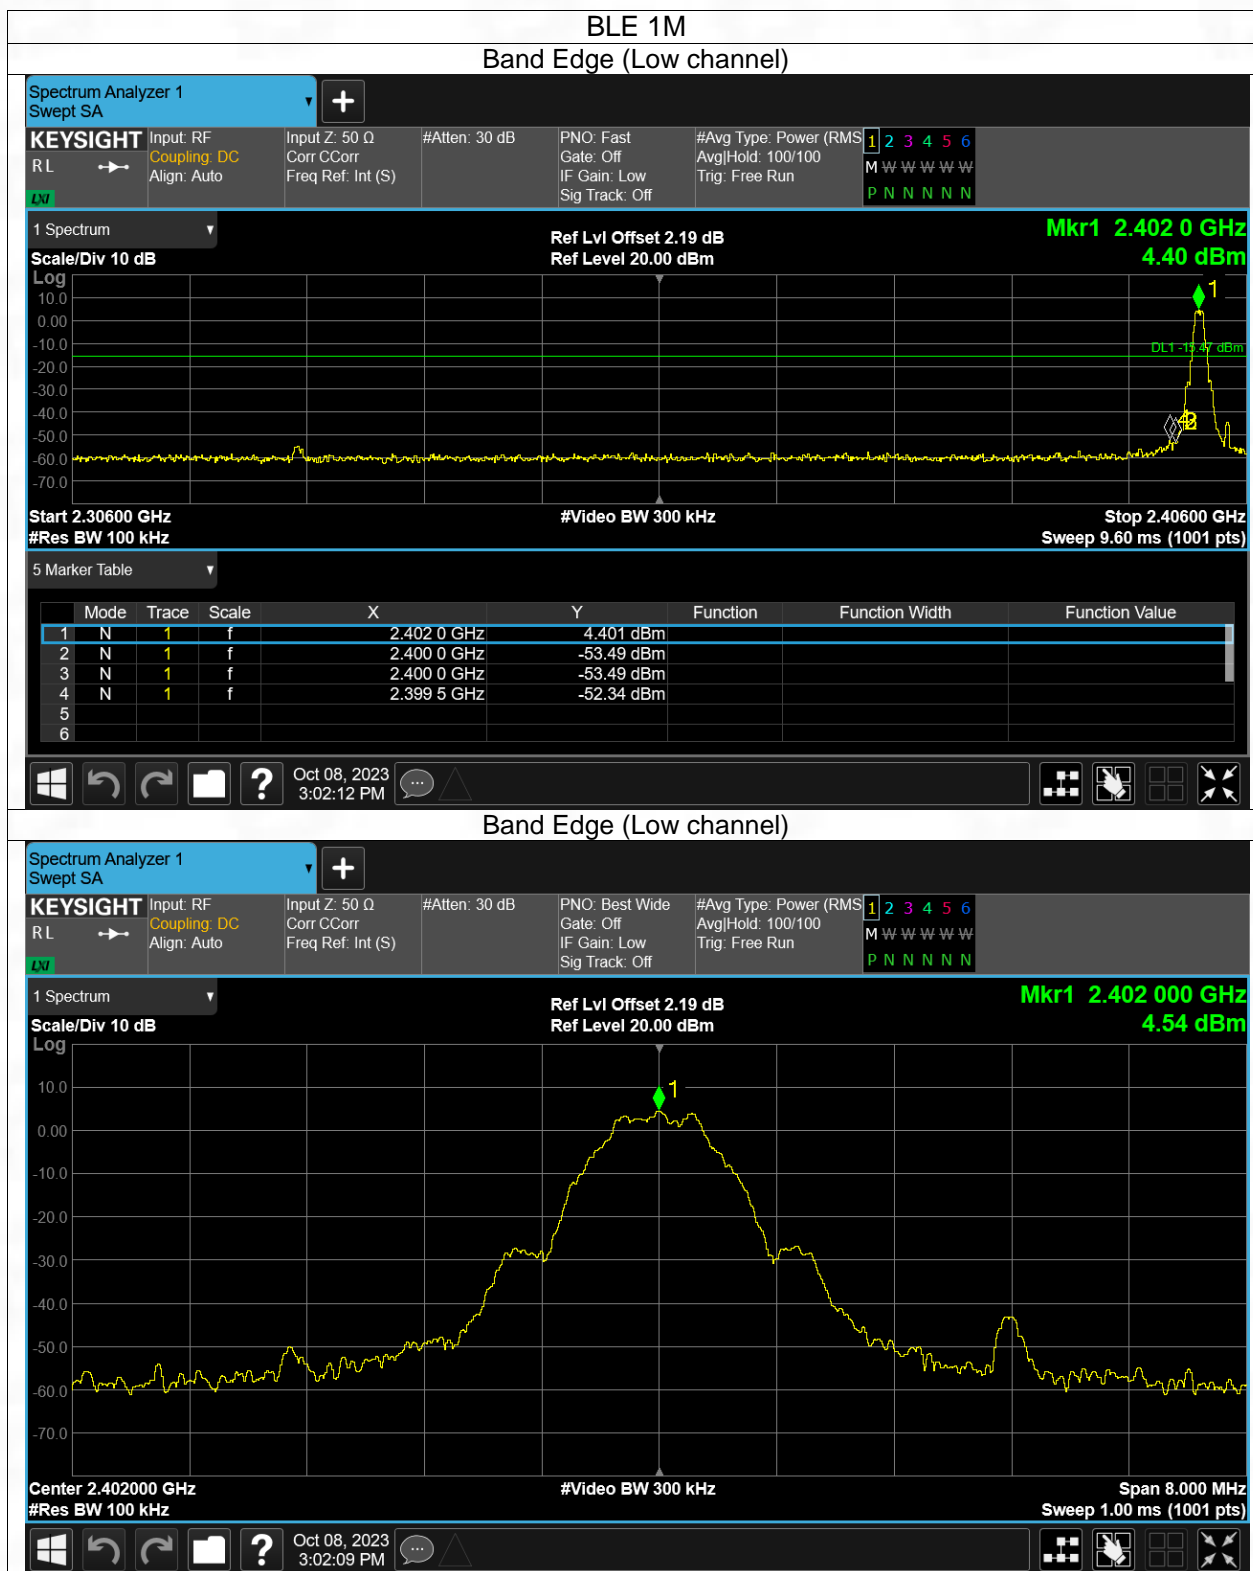 BLE 1M
Band Edge (Low channel)
Spectrum Analyzer 1
Swept SA
+
KEYSIGHT
RL
LXI
Input: RF
Coupling: DC
Align: Auto
Input Z: 50 Ω
Corr CCorr
Freq Ref: Int (S)
#Atten: 30 dB
PNO: Fast
Gate: Off
IF Gain: Low
Sig Track: Off
#Avg Type: Power (RMS
Avg|Hold: 100/100
Trig: Free Run
1 2 3 4 5 6
M W W W W W
P N N N N N
1 Spectrum
Scale/Div 10 dB
Ref Lvl Offset 2.19 dB
Ref Level 20.00 dBm
Mkr1 2.402 0 GHz
4.40 dBm
Log
10.0
0.00
-10.0
-20.0
-30.0
-40.0
-50.0
-60.0
-70.0
1
DL1 -15.47 dBm
Start 2.30600 GHz
#Res BW 100 kHz
#Video BW 300 kHz
Stop 2.40600 GHz
Sweep 9.60 ms (1001 pts)
5 Marker Table
Mode Trace Scale X Y Function Function Width Function Value
1 N 1 f 2.402 0 GHz 4.401 dBm
2 N 1 f 2.400 0 GHz -53.49 dBm
3 N 1 f 2.400 0 GHz -53.49 dBm
4 N 1 f 2.399 5 GHz -52.34 dBm
5
6
?
Oct 08, 2023
3:02:12 PM
Band Edge (Low channel)
Spectrum Analyzer 1
Swept SA
+
KEYSIGHT
RL
LXI
Input: RF
Coupling: DC
Align: Auto
Input Z: 50 Ω
Corr CCorr
Freq Ref: Int (S)
#Atten: 30 dB
PNO: Best Wide
Gate: Off
IF Gain: Low
Sig Track: Off
#Avg Type: Power (RMS
Avg|Hold: 100/100
Trig: Free Run
1 2 3 4 5 6
M W W W W W
P N N N N N
1 Spectrum
Scale/Div 10 dB
Ref Lvl Offset 2.19 dB
Ref Level 20.00 dBm
Mkr1 2.402 000 GHz
4.54 dBm
Log
10.0
0.00
-10.0
-20.0
-30.0
-40.0
-50.0
-60.0
-70.0
1
Center 2.402000 GHz
#Res BW 100 kHz
#Video BW 300 kHz
Span 8.000 MHz
Sweep 1.00 ms (1001 pts)
?
Oct 08, 2023
3:02:09 PM